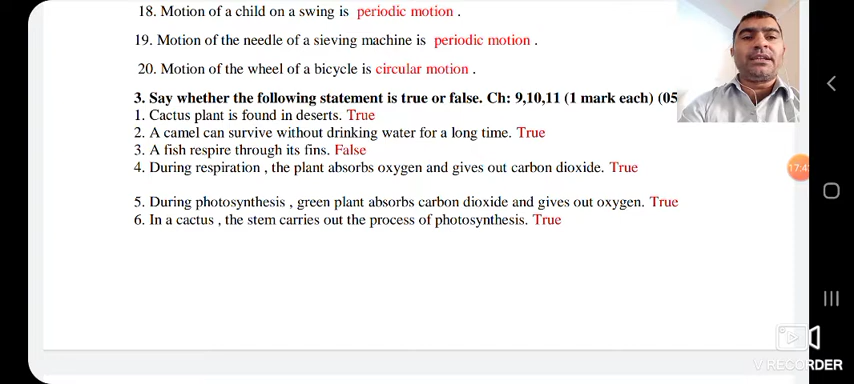 18. Motion of a child on a swing is periodic motion .
19. Motion of the needle of a sieving machine is periodic motion .
20. Motion of the wheel of a bicycle is circular motion .
3. Say whether the following statement is true or false. Ch: 9,10,11 (1 mark each) (05
1. Cactus plant is found in deserts. True
2. A camel can survive without drinking water for a long time. True
3. A fish respire through its fins. False
4. During respiration , the plant absorbs oxygen and gives out carbon dioxide. True
17:4
5. During photosynthesis , green plant absorbs carbon dioxide and gives out oxygen. True
6. In a cactus , the stem carries out the process of photosynthesis. True
V RECORDER